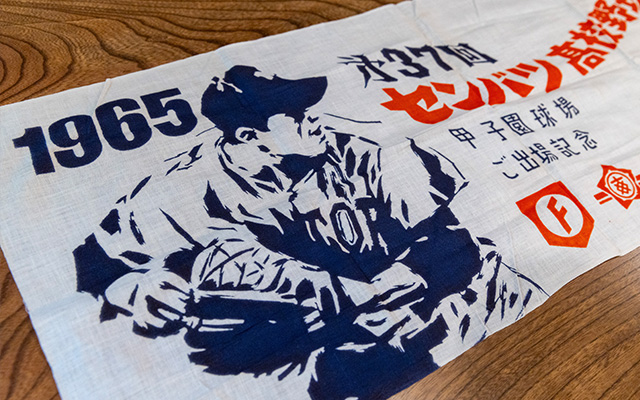 1965
第37回
センバツ高校野球
甲子園球場
ご出場記念
F